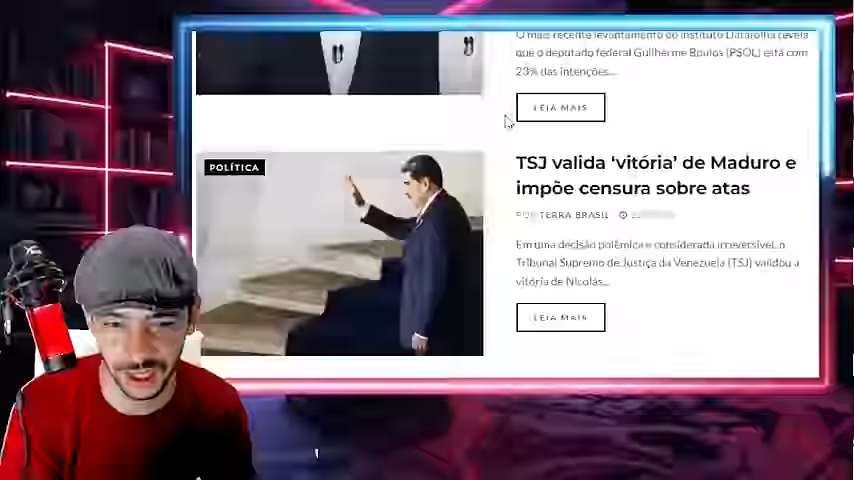 O mais recente levantamento do Instituto Datafolha revela
que o deputado federal Guilherme Boulos (PSOL) está com
23% das intenções...
LEIA MAIS
POLÍTICA
TSJ valida ‘vitória’ de Maduro e
impõe censura sobre atas
POR TERRA BRASIL
Em uma decisão polêmica e considerada irreversível, o
Tribunal Supremo de Justiça da Venezuela (TSJ) validou a
vitória de Nicolás...
LEIA MAIS